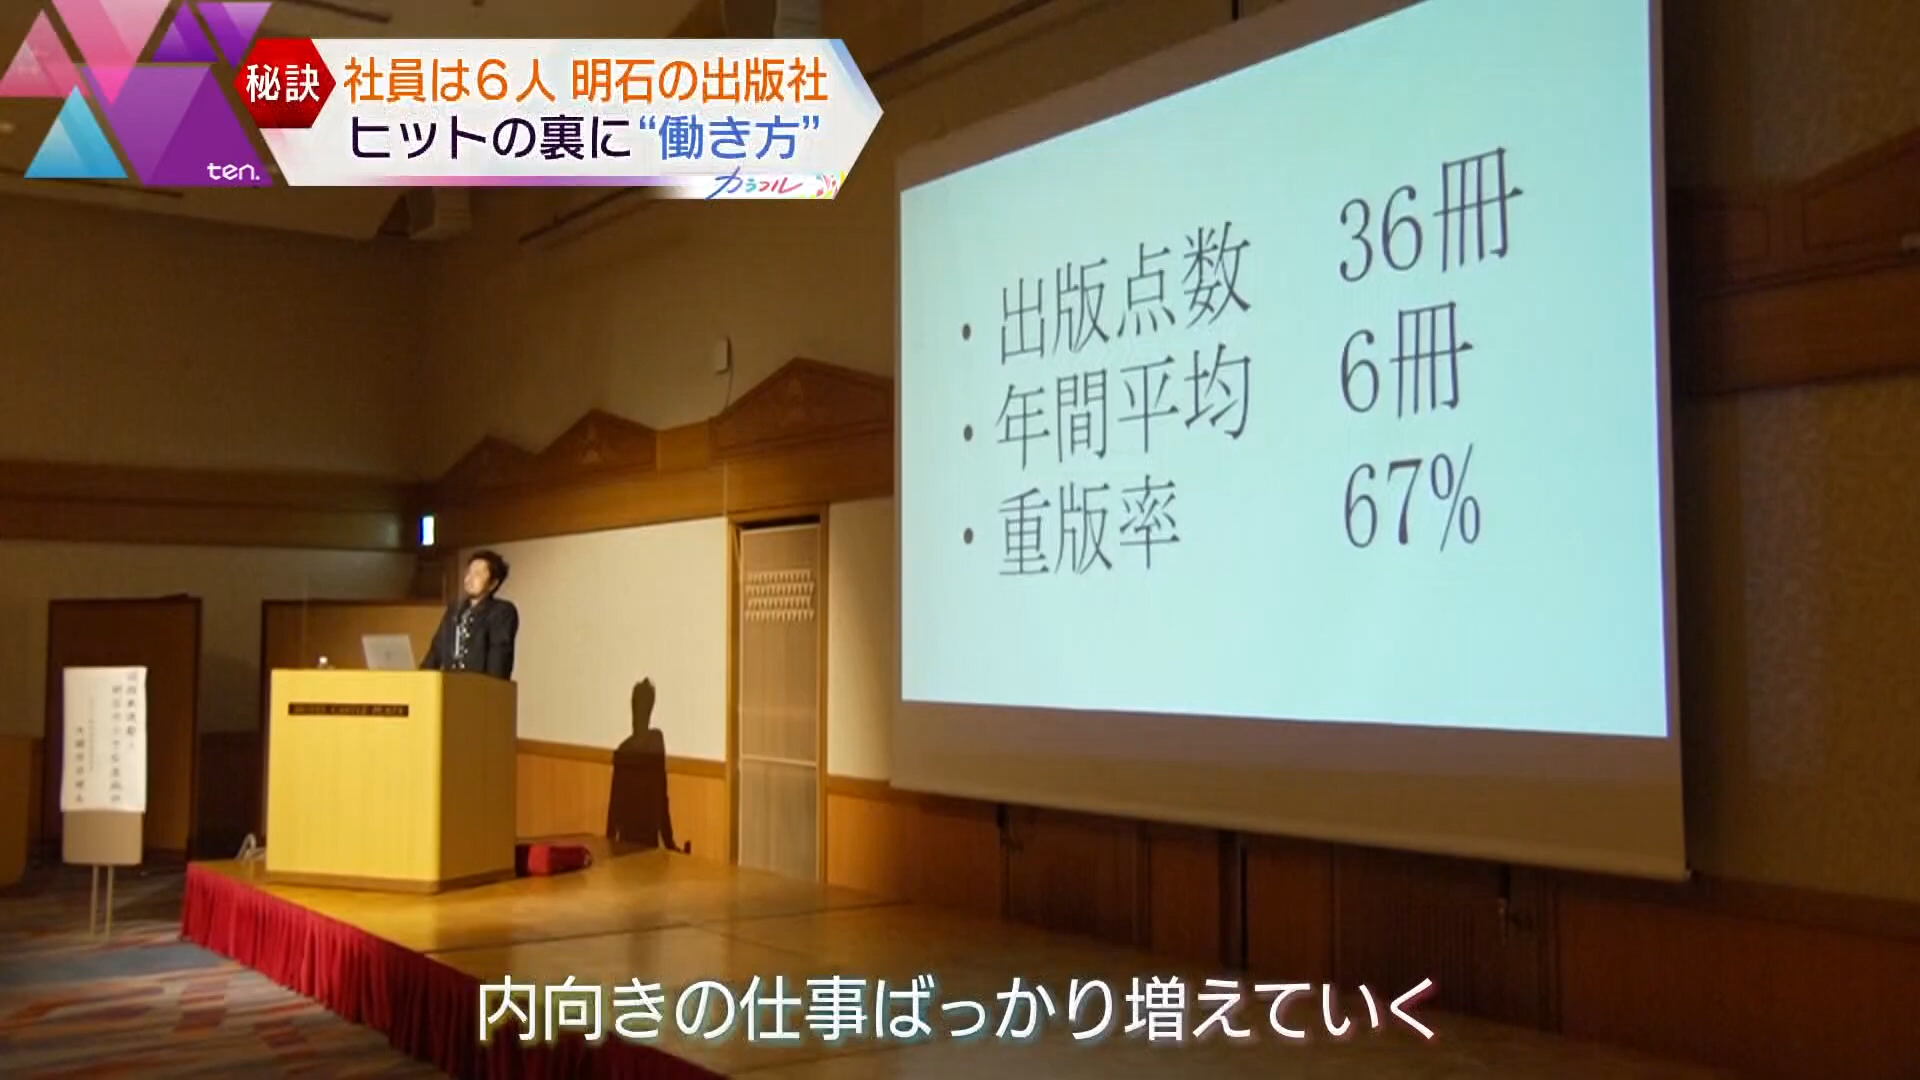 秘訣
社員は6人 明石の出版社
ヒットの裏に“働き方”
カラフル
ten.
・出版点数 36冊
・年間平均 6冊
・重版率 67%
内向きの仕事ばっかり増えていく